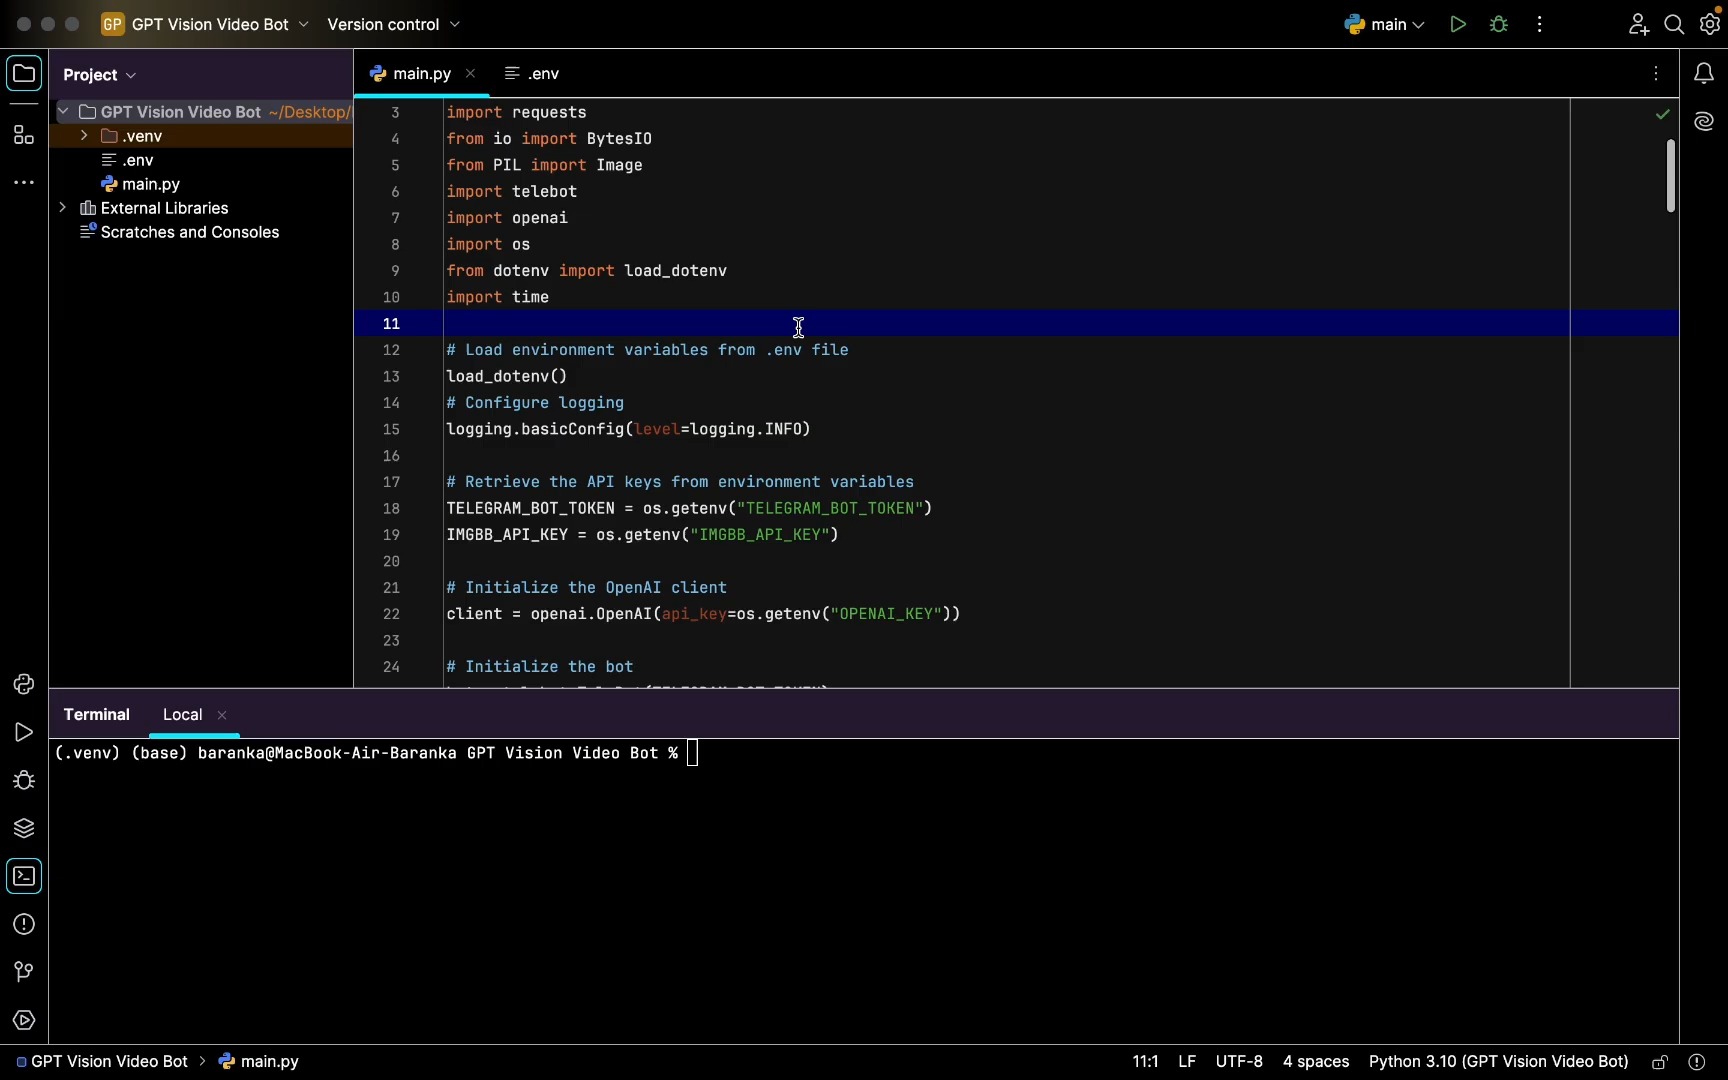 GP GPT Vision Video Bot Version control main
Project
main.py
.env
GPT Vision Video Bot ~/Desktop/
.venv
.env
main.py
External Libraries
Scratches and Consoles
3 import requests
4 from io import BytesIO
5 from PIL import Image
6 import telebot
7 import openai
8 import os
9 from dotenv import load_dotenv
10 import time
11
12 # Load environment variables from .env file
13 load_dotenv()
14 # Configure logging
15 logging.basicConfig(level=logging.INFO)
16
17 # Retrieve the API keys from environment variables
18 TELEGRAM_BOT_TOKEN = os.getenv("TELEGRAM_BOT_TOKEN")
19 IMGBB_API_KEY = os.getenv("IMGBB_API_KEY")
20
21 # Initialize the OpenAI client
22 client = openai.OpenAI(api_key=os.getenv("OPENAI_KEY"))
23
24 # Initialize the bot
Terminal Local
(.venv) (base) baranka@MacBook-Air-Baranka GPT Vision Video Bot %
GPT Vision Video Bot > main.py 11:1 LF UTF-8 4 spaces Python 3.10 (GPT Vision Video Bot)